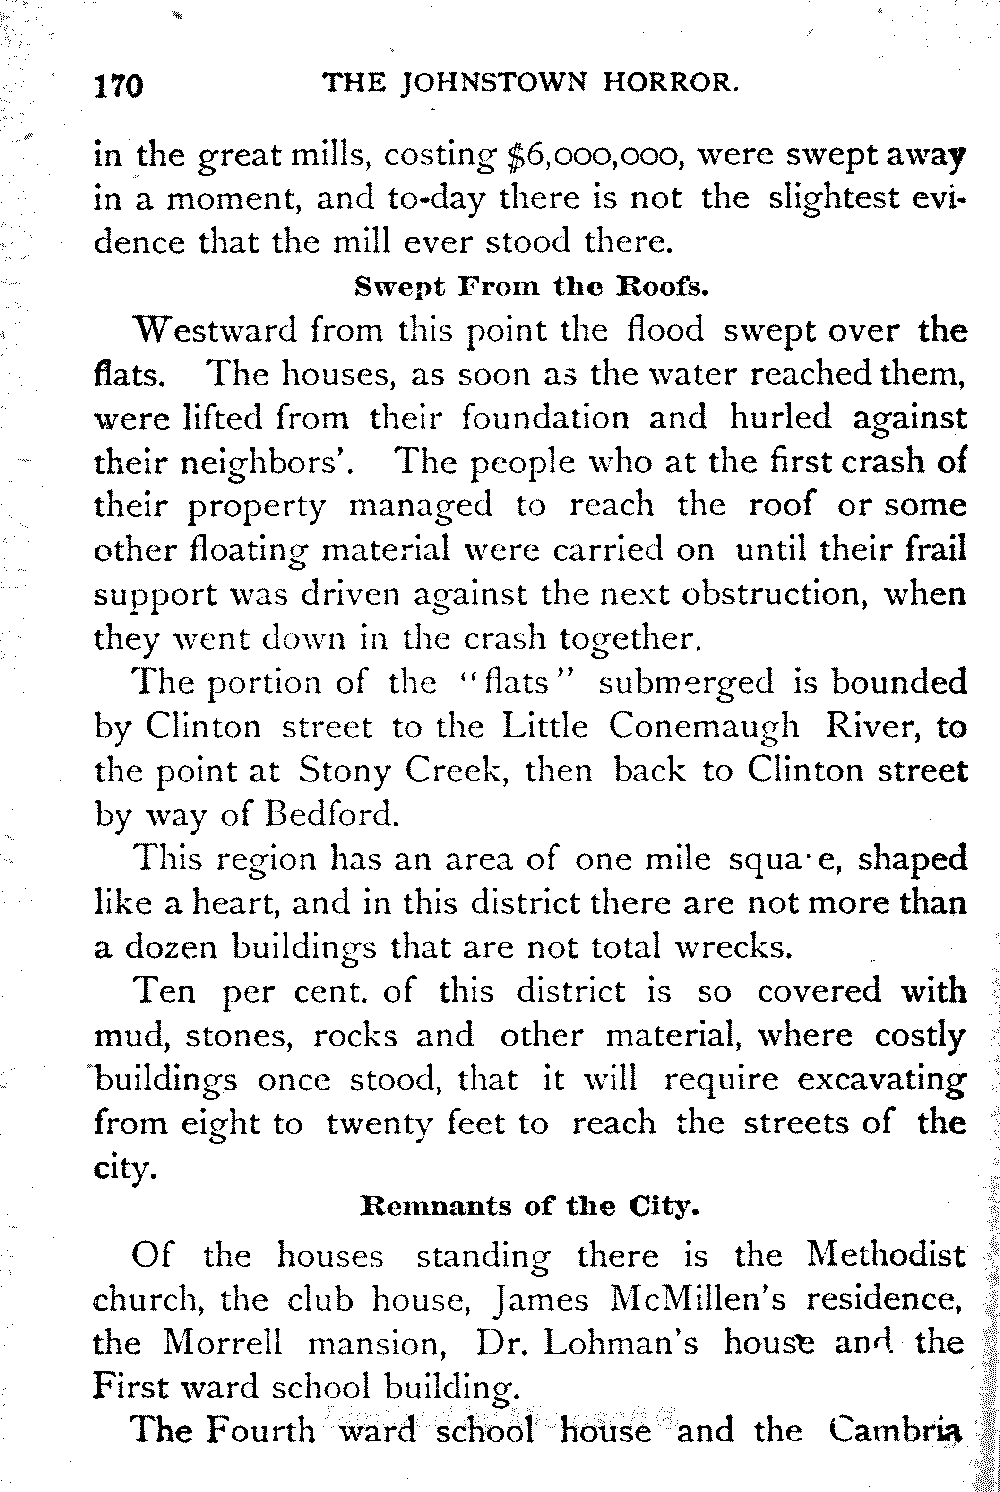 170 THE JOHNSTOWN HORROR.
in the great mills, costing $6,000,000, were swept away
in a moment, and to-day there is not the slightest evi-
dence that the mill ever stood there.
Swept From the Roofs.
Westward from this point the flood swept over the
flats. The houses, as soon as the water reached them,
were lifted from their foundation and hurled against
their neighbors'. The people who at the first crash of
their property managed to reach the roof or some
other floating material were carried on until their frail
support was driven against the next obstruction, when
they went down in the crash together.
The portion of the "flats" submerged is bounded
by Clinton street to the Little Conemaugh River, to
the point at Stony Creek, then back to Clinton street
by way of Bedford.
This region has an area of one mile square, shaped
like a heart, and in this district there are not more than
a dozen buildings that are not total wrecks.
Ten per cent. of this district is so covered with
mud, stones, rocks and other material, where costly
buildings once stood, that it will require excavating
from eight to twenty feet to reach the streets of the
city.
Remnants of the City.
Of the houses standing there is the Methodist
church, the club house, James McMillen's residence,
the Morrell mansion, Dr. Lohman's house and the
First ward school building.
The Fourth ward school house and the Cambria